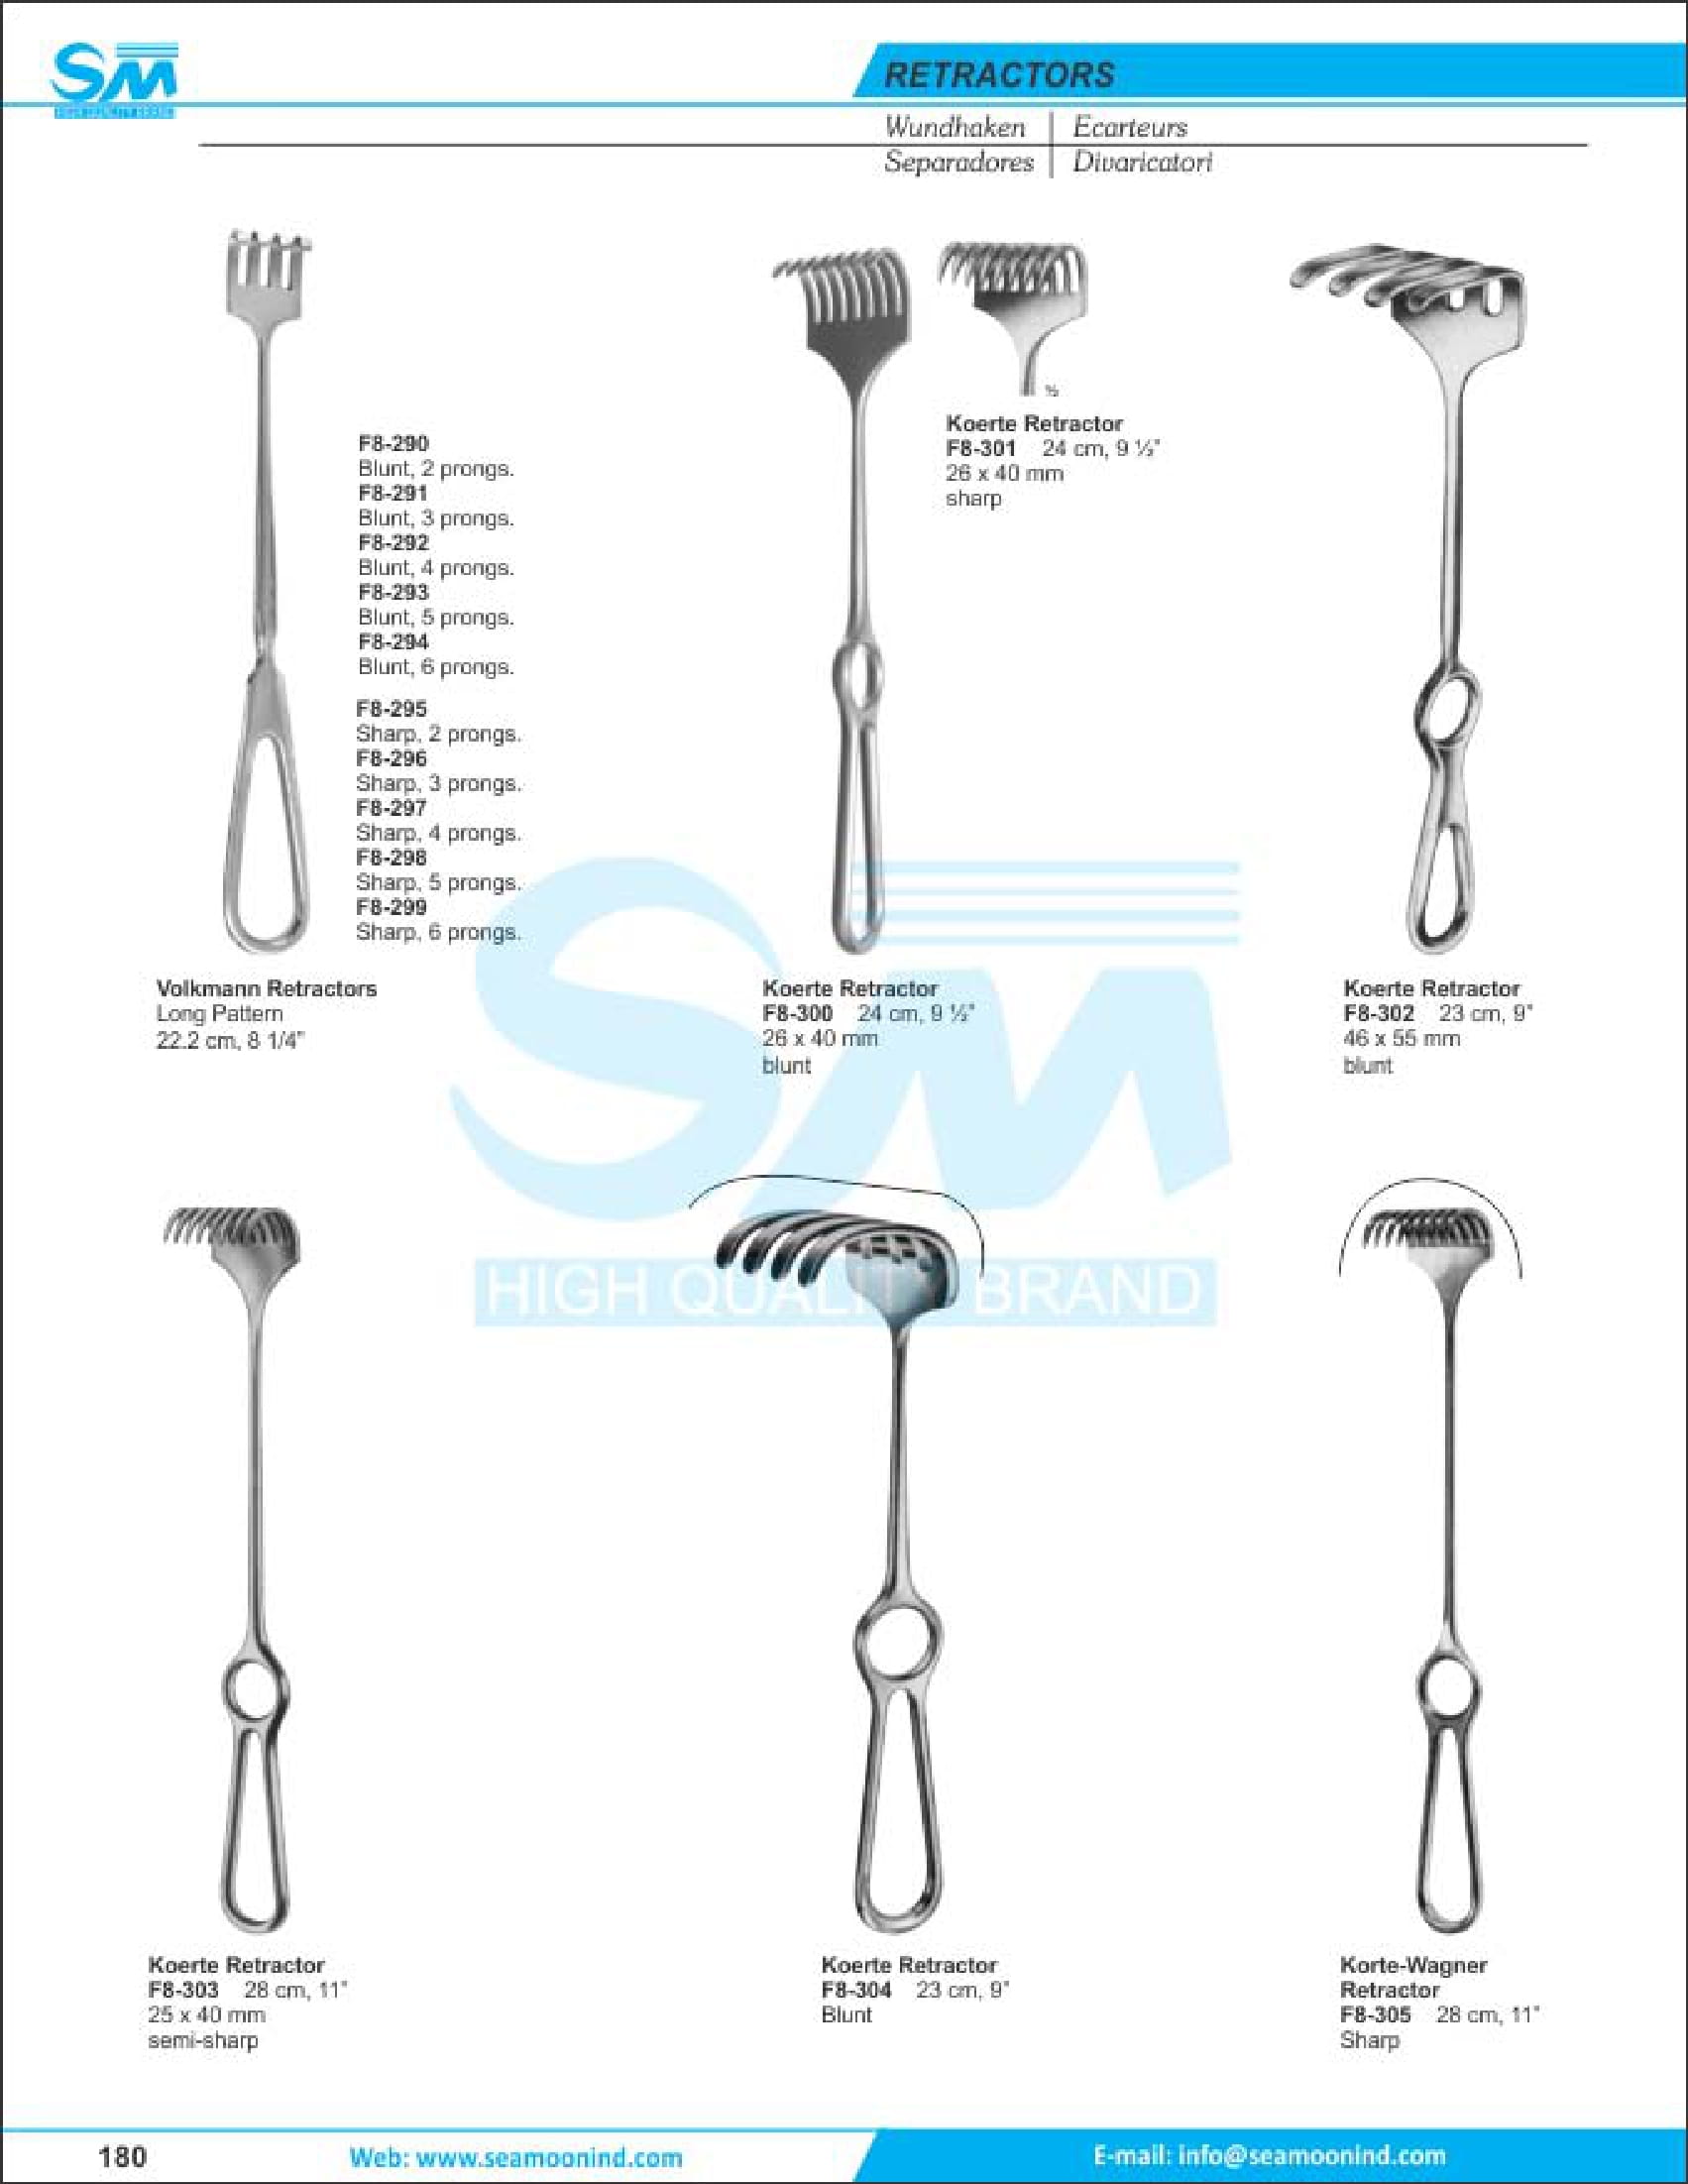 SM
RETRACTORS
Wundhaken
Ecarteurs
Separadores
Divaricatori
F8-290
Blunt, 2 prongs.
F8-291
Blunt, 3 prongs.
F8-292
Blunt, 4 prongs.
F8-293
Blunt, 5 prongs.
F8-294
Blunt, 6 prongs.
F8-295
Sharp, 2 prongs.
F8-296
Sharp, 3 prongs.
F8-297
Sharp, 4 prongs.
F8-298
Sharp, 5 prongs.
F8-299
Sharp, 6 prongs.
Volkmann Retractors
Long Pattern
22.2 cm, 8 1/4"
½
Koerte Retractor
F8-301 24 cm, 9 ½"
26 x 40 mm
sharp
Koerte Retractor
F8-300 24 cm, 9 ½"
26 x 40 mm
blunt
Koerte Retractor
F8-302 23 cm, 9"
46 x 55 mm
blunt
SM
HIGH QUALI BRAND
Koerte Retractor
F8-303 28 cm, 11"
25 x 40 mm
semi-sharp
Koerte Retractor
F8-304 23 cm, 9"
Blunt
Korte-Wagner
Retractor
F8-305 28 cm, 11"
Sharp
180
Web: www.seamoonind.com
E-mail: info@seamoonind.com